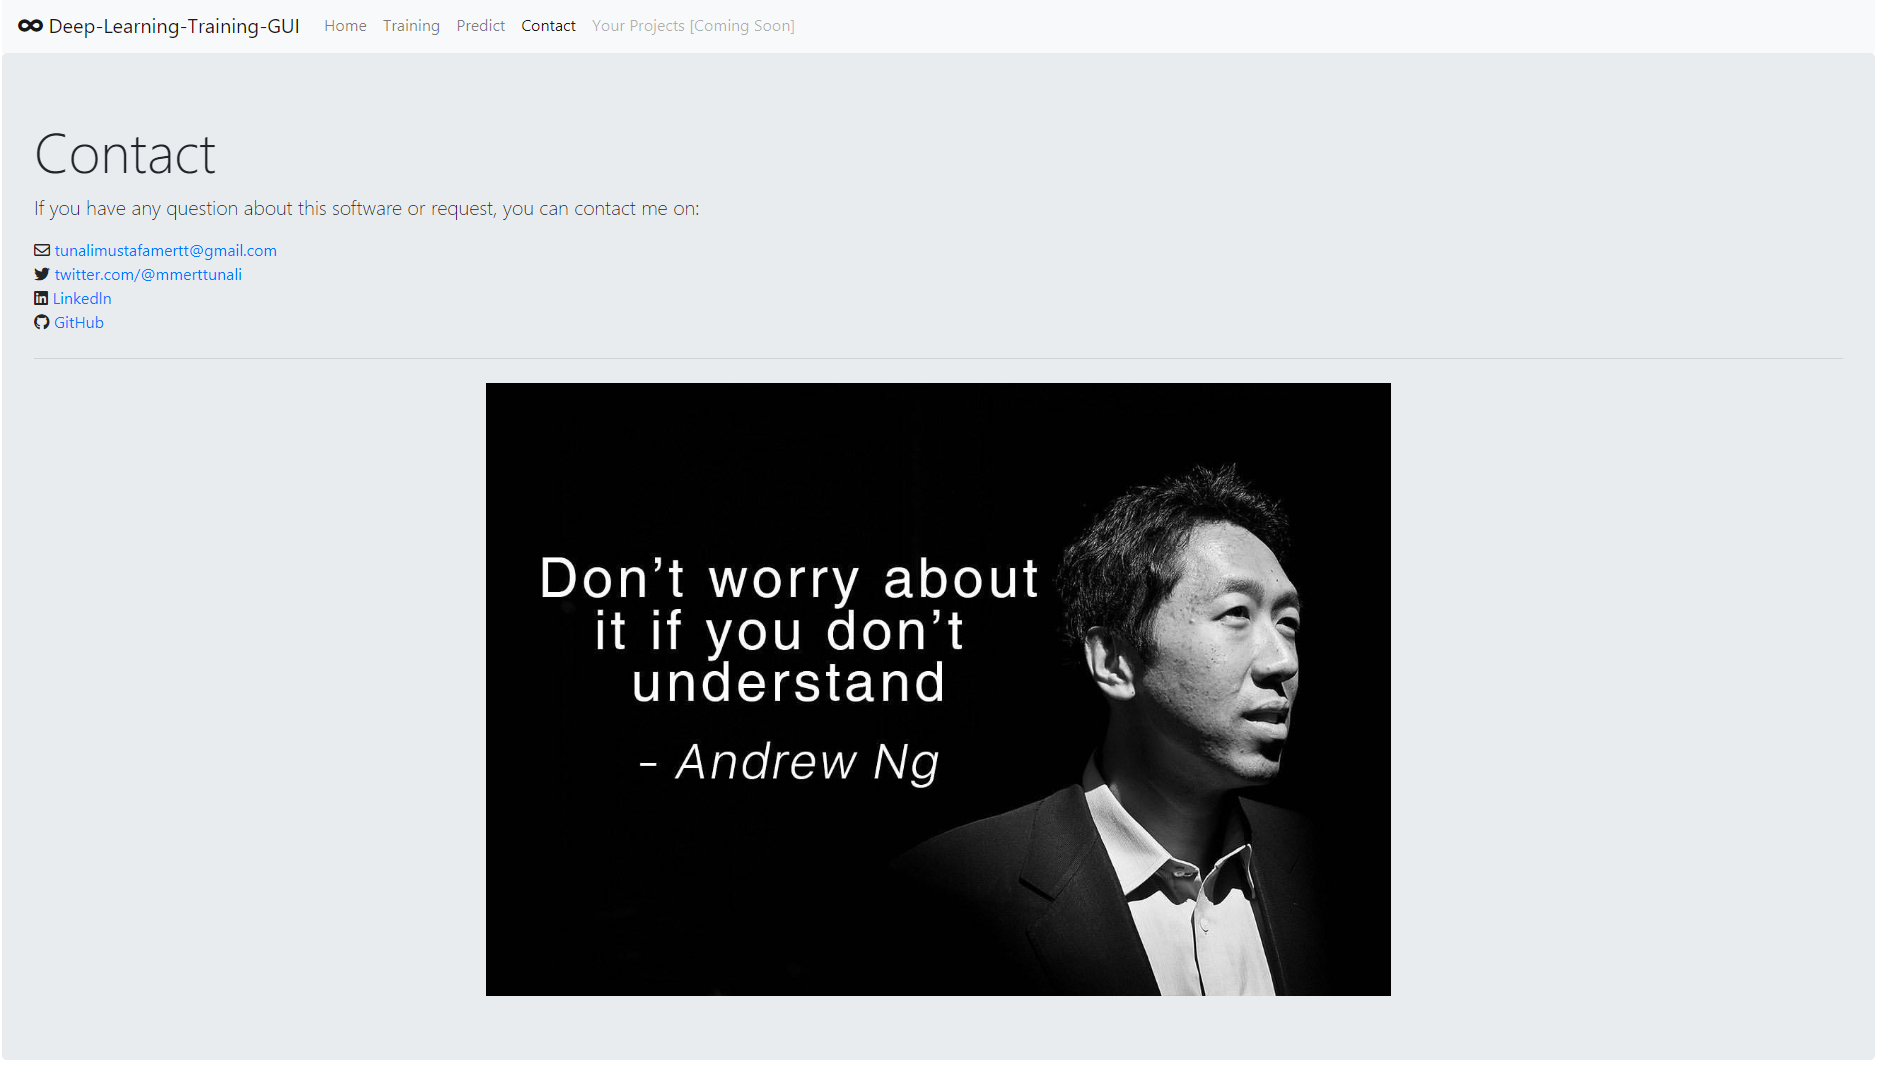 Deep-Learning-Training-GUI Home Training Predict Contact Your Projects [Coming Soon]
Contact
If you have any question about this software or request, you can contact me on:
tunalimustafamertt@gmail.com
twitter.com/@mmerttunali
LinkedIn
GitHub
Don't worry about
it if you don't
understand
- Andrew Ng